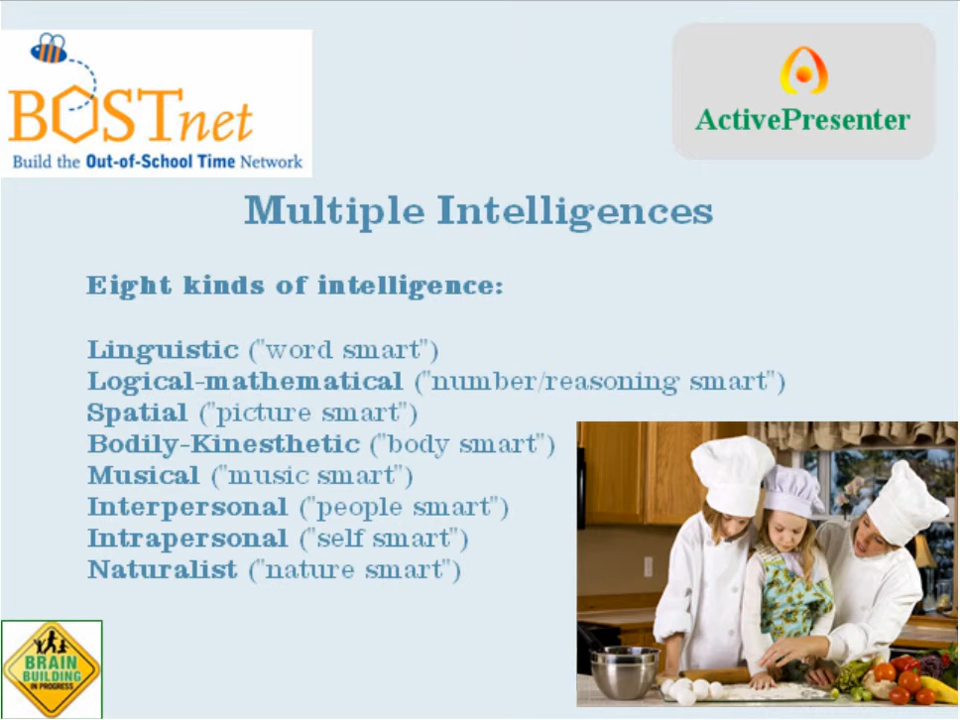 BOSTnet
Build the Out-of-School Time Network
ActivePresenter
Multiple Intelligences
Eight kinds of intelligence:
Linguistic ("word smart")
Logical-mathematical ("number/reasoning smart")
Spatial ("picture smart")
Bodily-Kinesthetic ("body smart")
Musical ("music smart")
Interpersonal ("people smart")
Intrapersonal ("self smart")
Naturalist ("nature smart")
BRAIN
BUILDING
IN PROGRESS